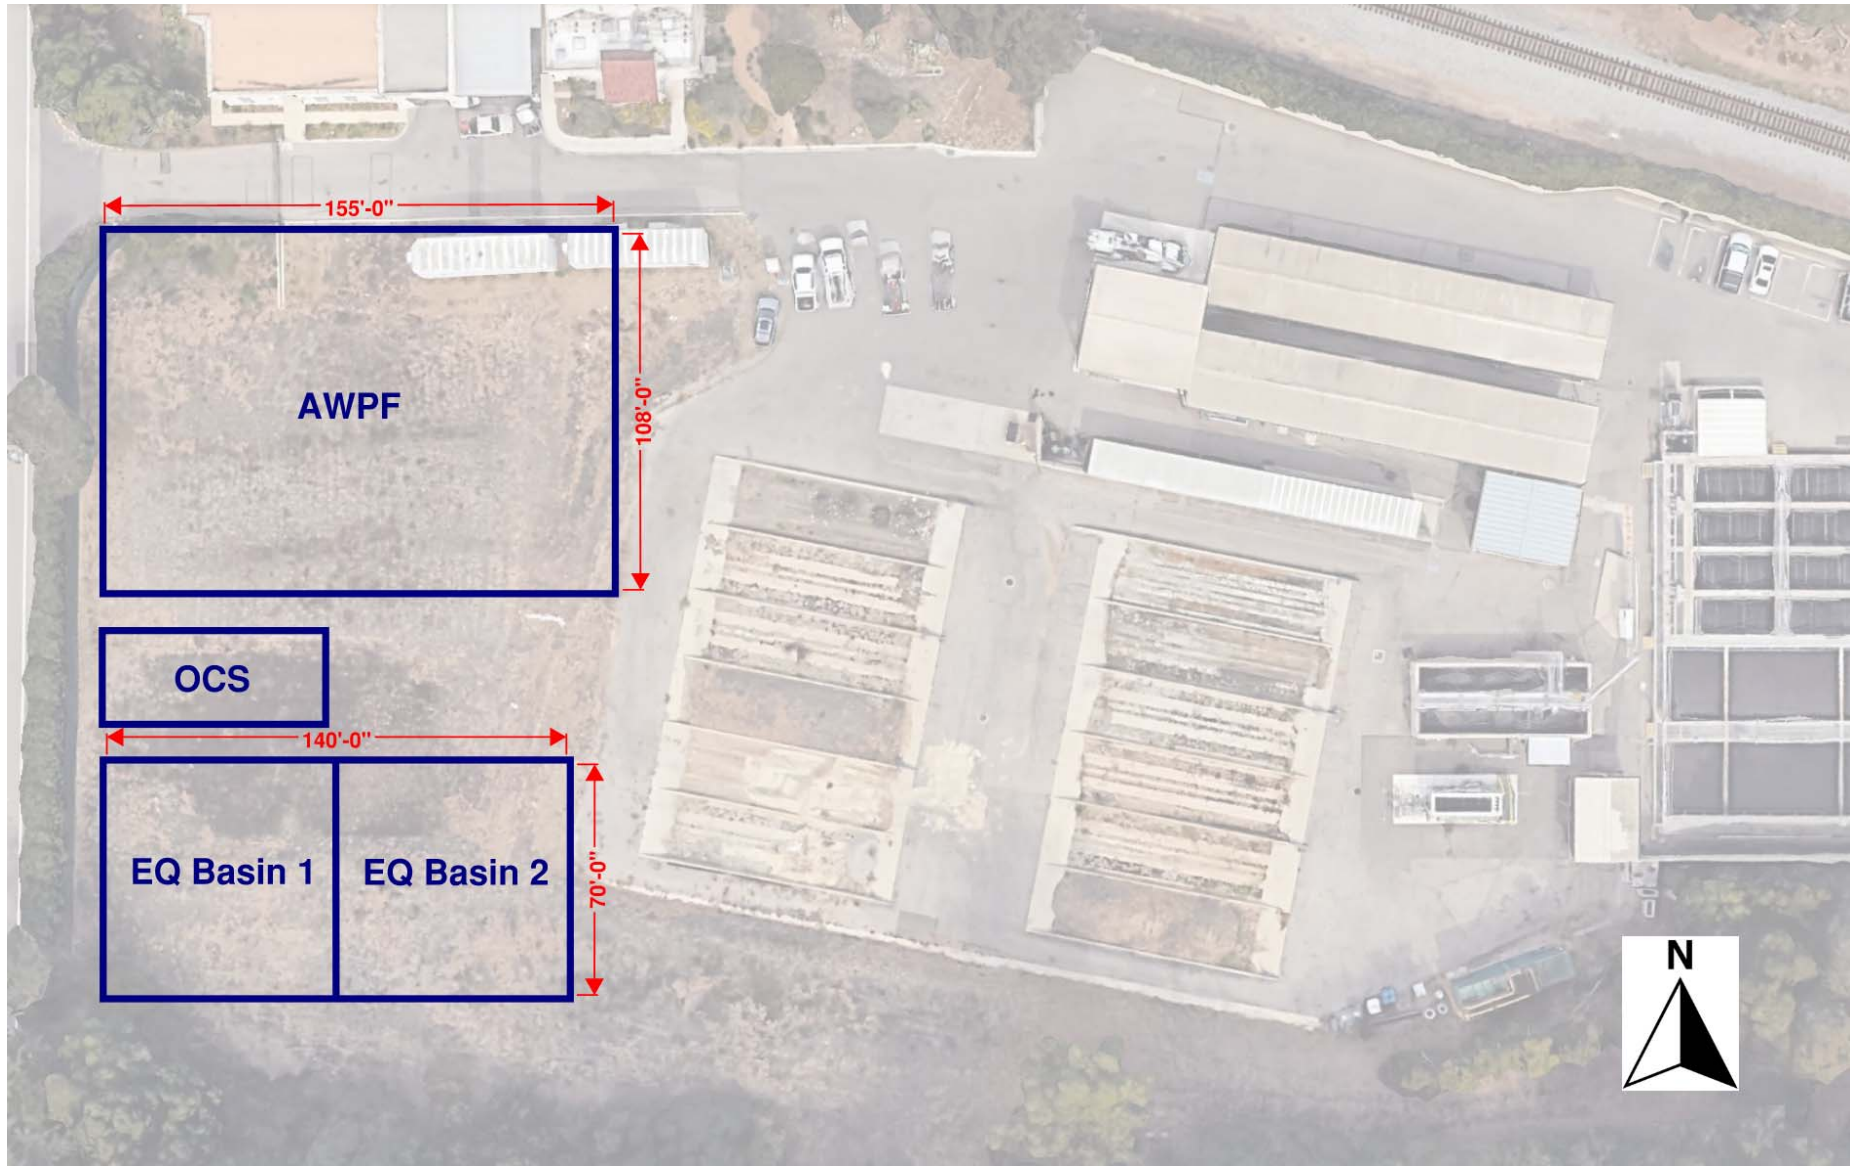 155'-0"
108'-0"
AWPF
OCS
140'-0"
EQ Basin 1
EQ Basin 2
70'-0"
N